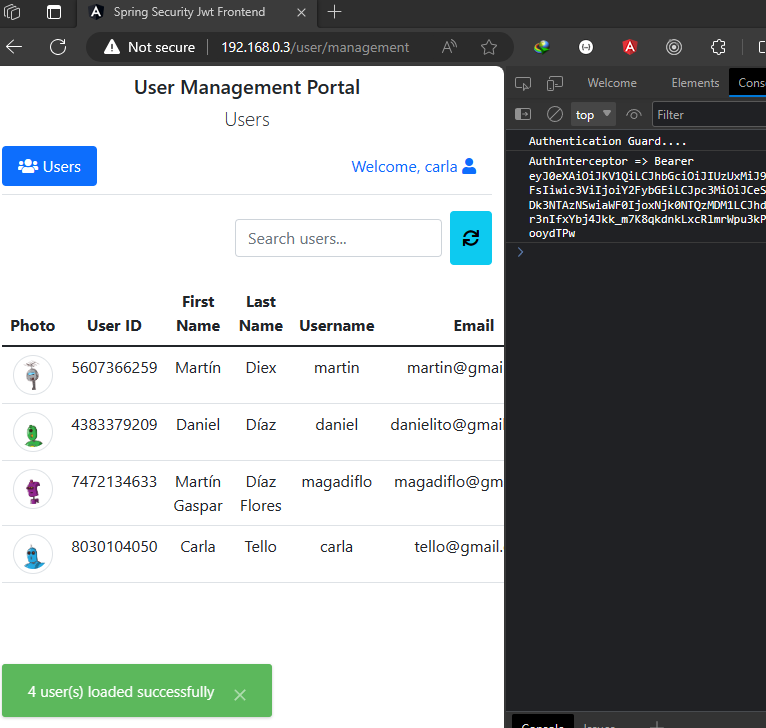 Spring Security Jwt Frontend
Not secure 192.168.0.3/user/management
Welcome Elements Cons
top Filter
User Management Portal
Users
Users
Welcome, carla
Search users...
Photo User ID First Name Last Name Username Email
5607366259 Martín Diex martin martin@gmai
4383379209 Daniel Díaz daniel danielito@gmai
7472134633 Martín Gaspar Díaz Flores magadiflo magadiflo@gm
8030104050 Carla Tello carla tello@gmail.
4 user(s) loaded successfully
Authentication Guard....
AuthInterceptor => Bearer
eyJ0eXAiOiJKV1QiLCJhbGciOiJIUzUxMiJ9
FsIiwic3ViIjoiY2FybGEiLCJpc3MiOiJCeS
Dk3NTAzNSwiaWF0IjoxNjk0NTQzMDM1LCJhd
r3nIfxYbj4Jkk_m7K8qkdnkLxcRlmrWpu3kP
ooydTPw
Console Issues